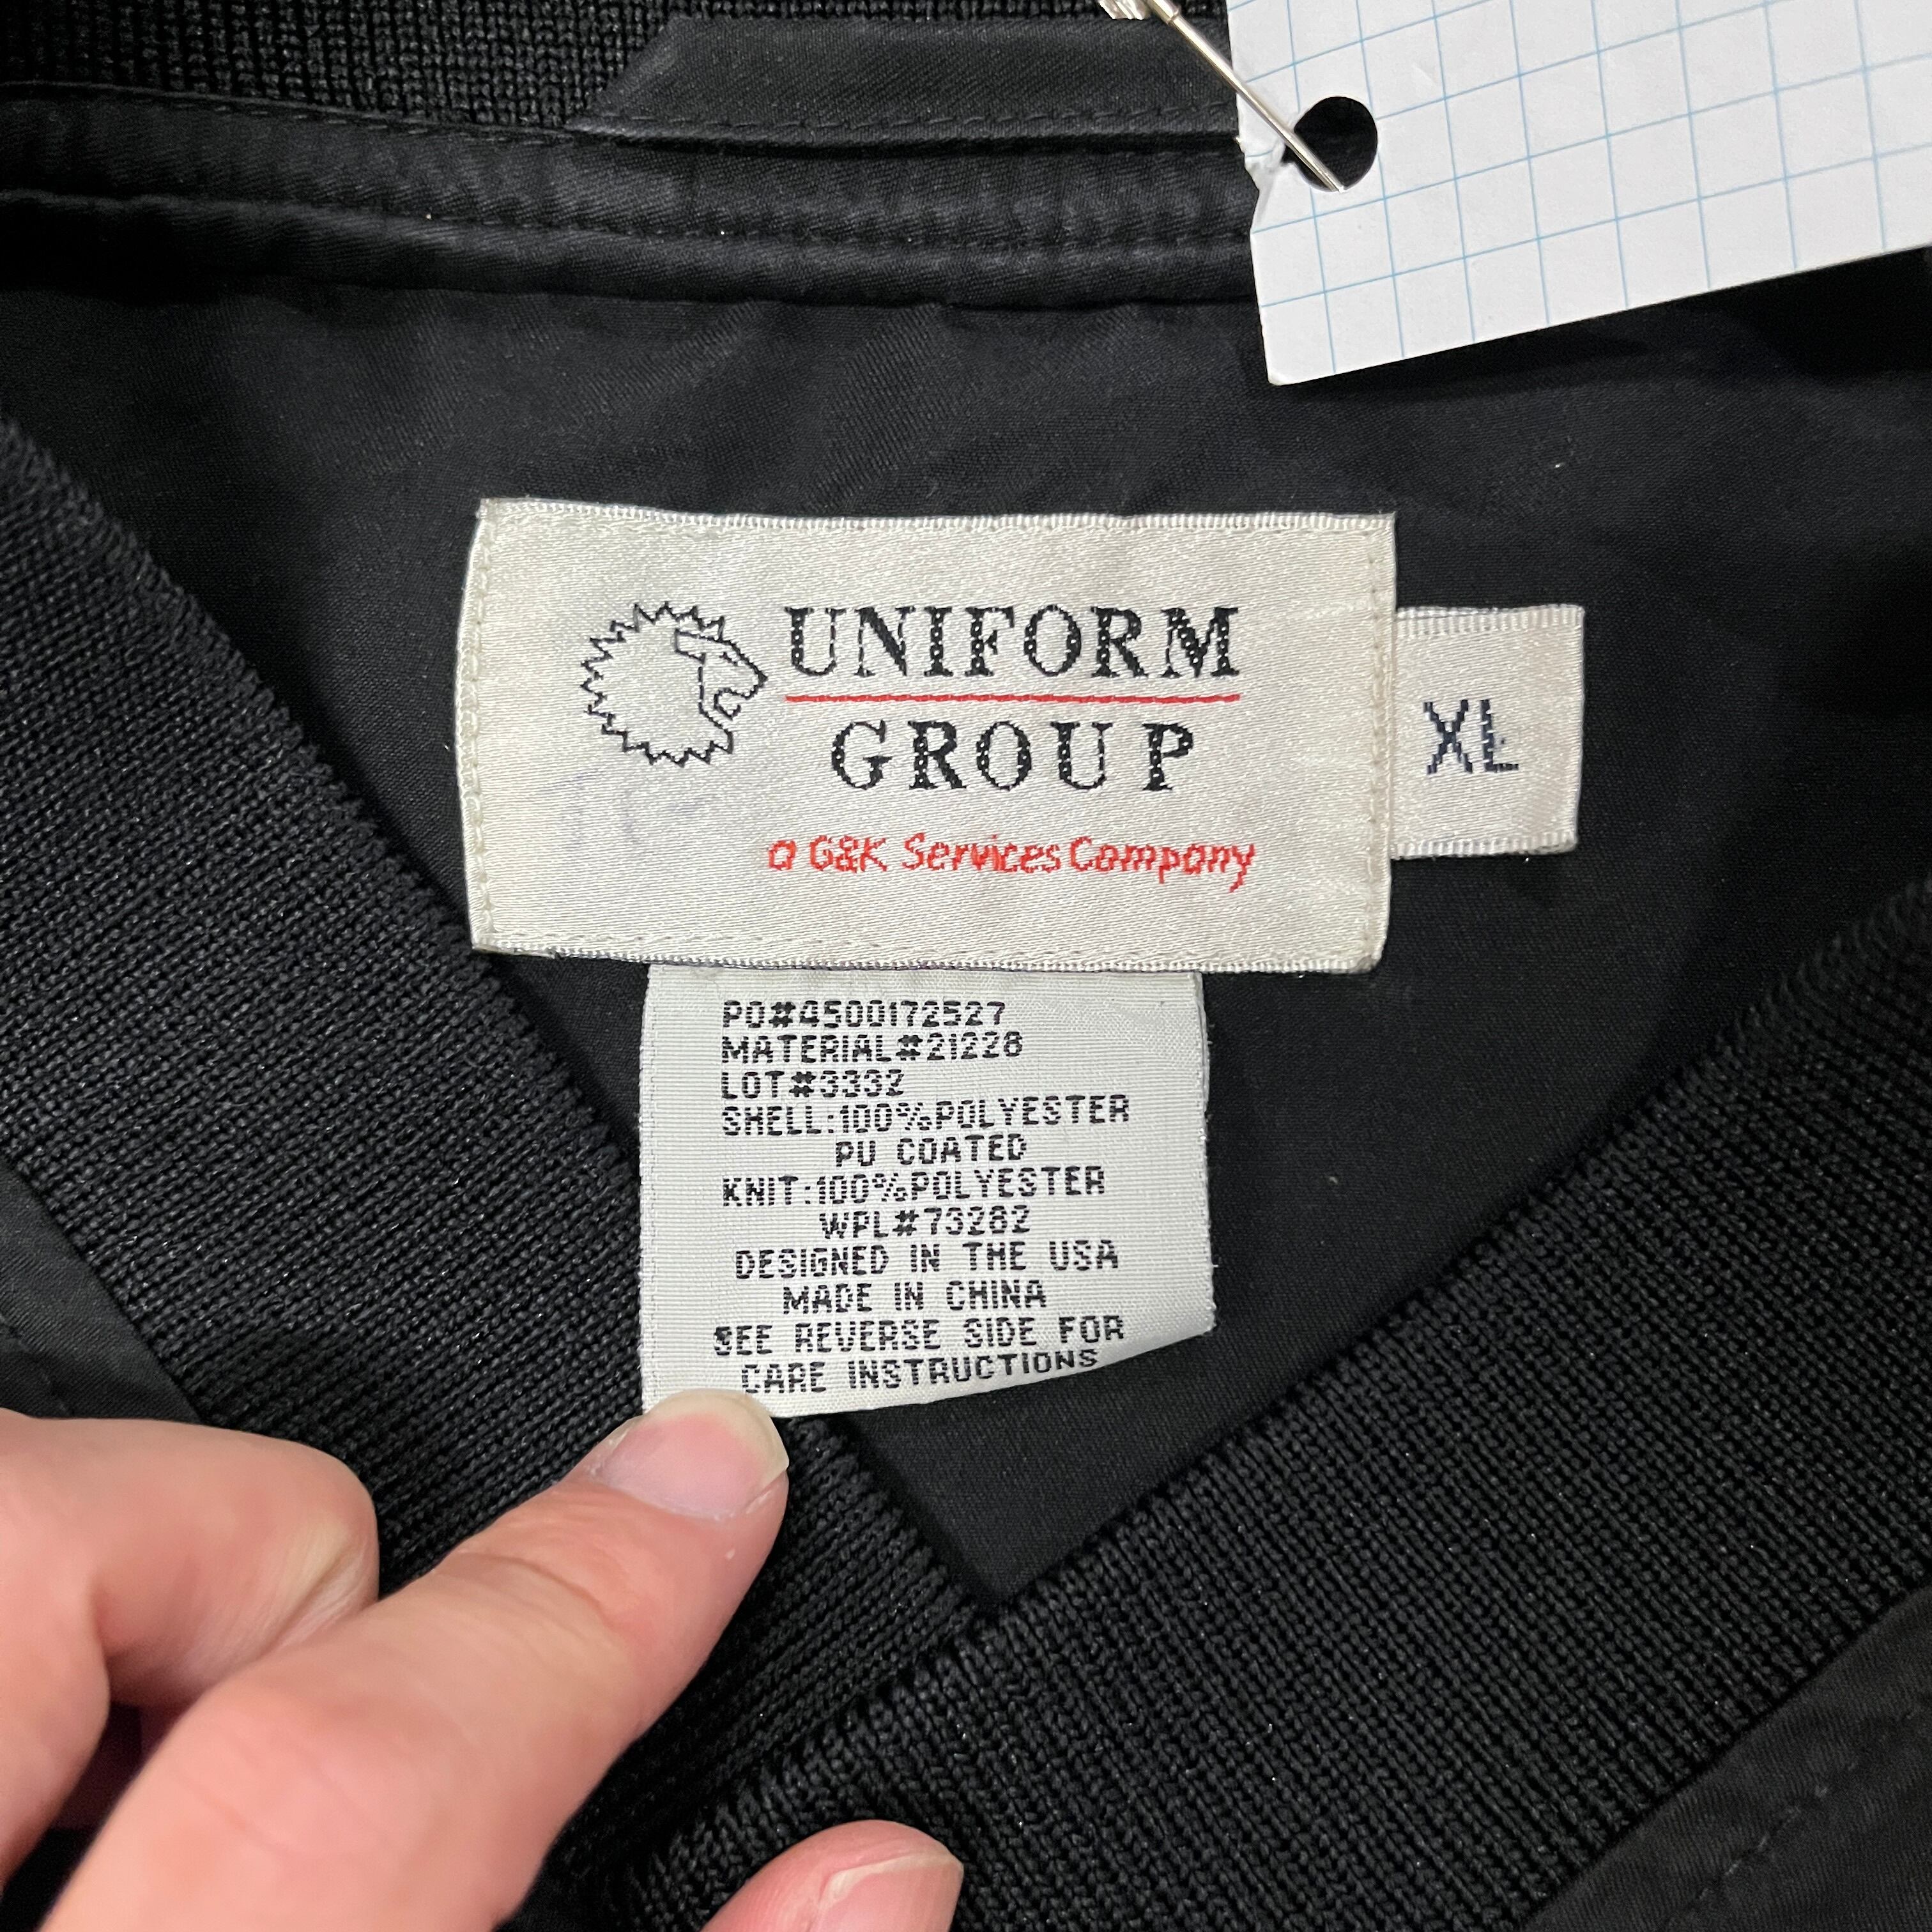 UNIFORM
GROUP
a G&K Services Company
XL
PO#4500172527
MATERIAL#21228
LOT#3332
SHELL:100%POLYESTER
PU COATED
KNIT:100%POLYESTER
WPL#73282
DESIGNED IN THE USA
MADE IN CHINA
SEE REVERSE SIDE FOR
CARE INSTRUCTIONS